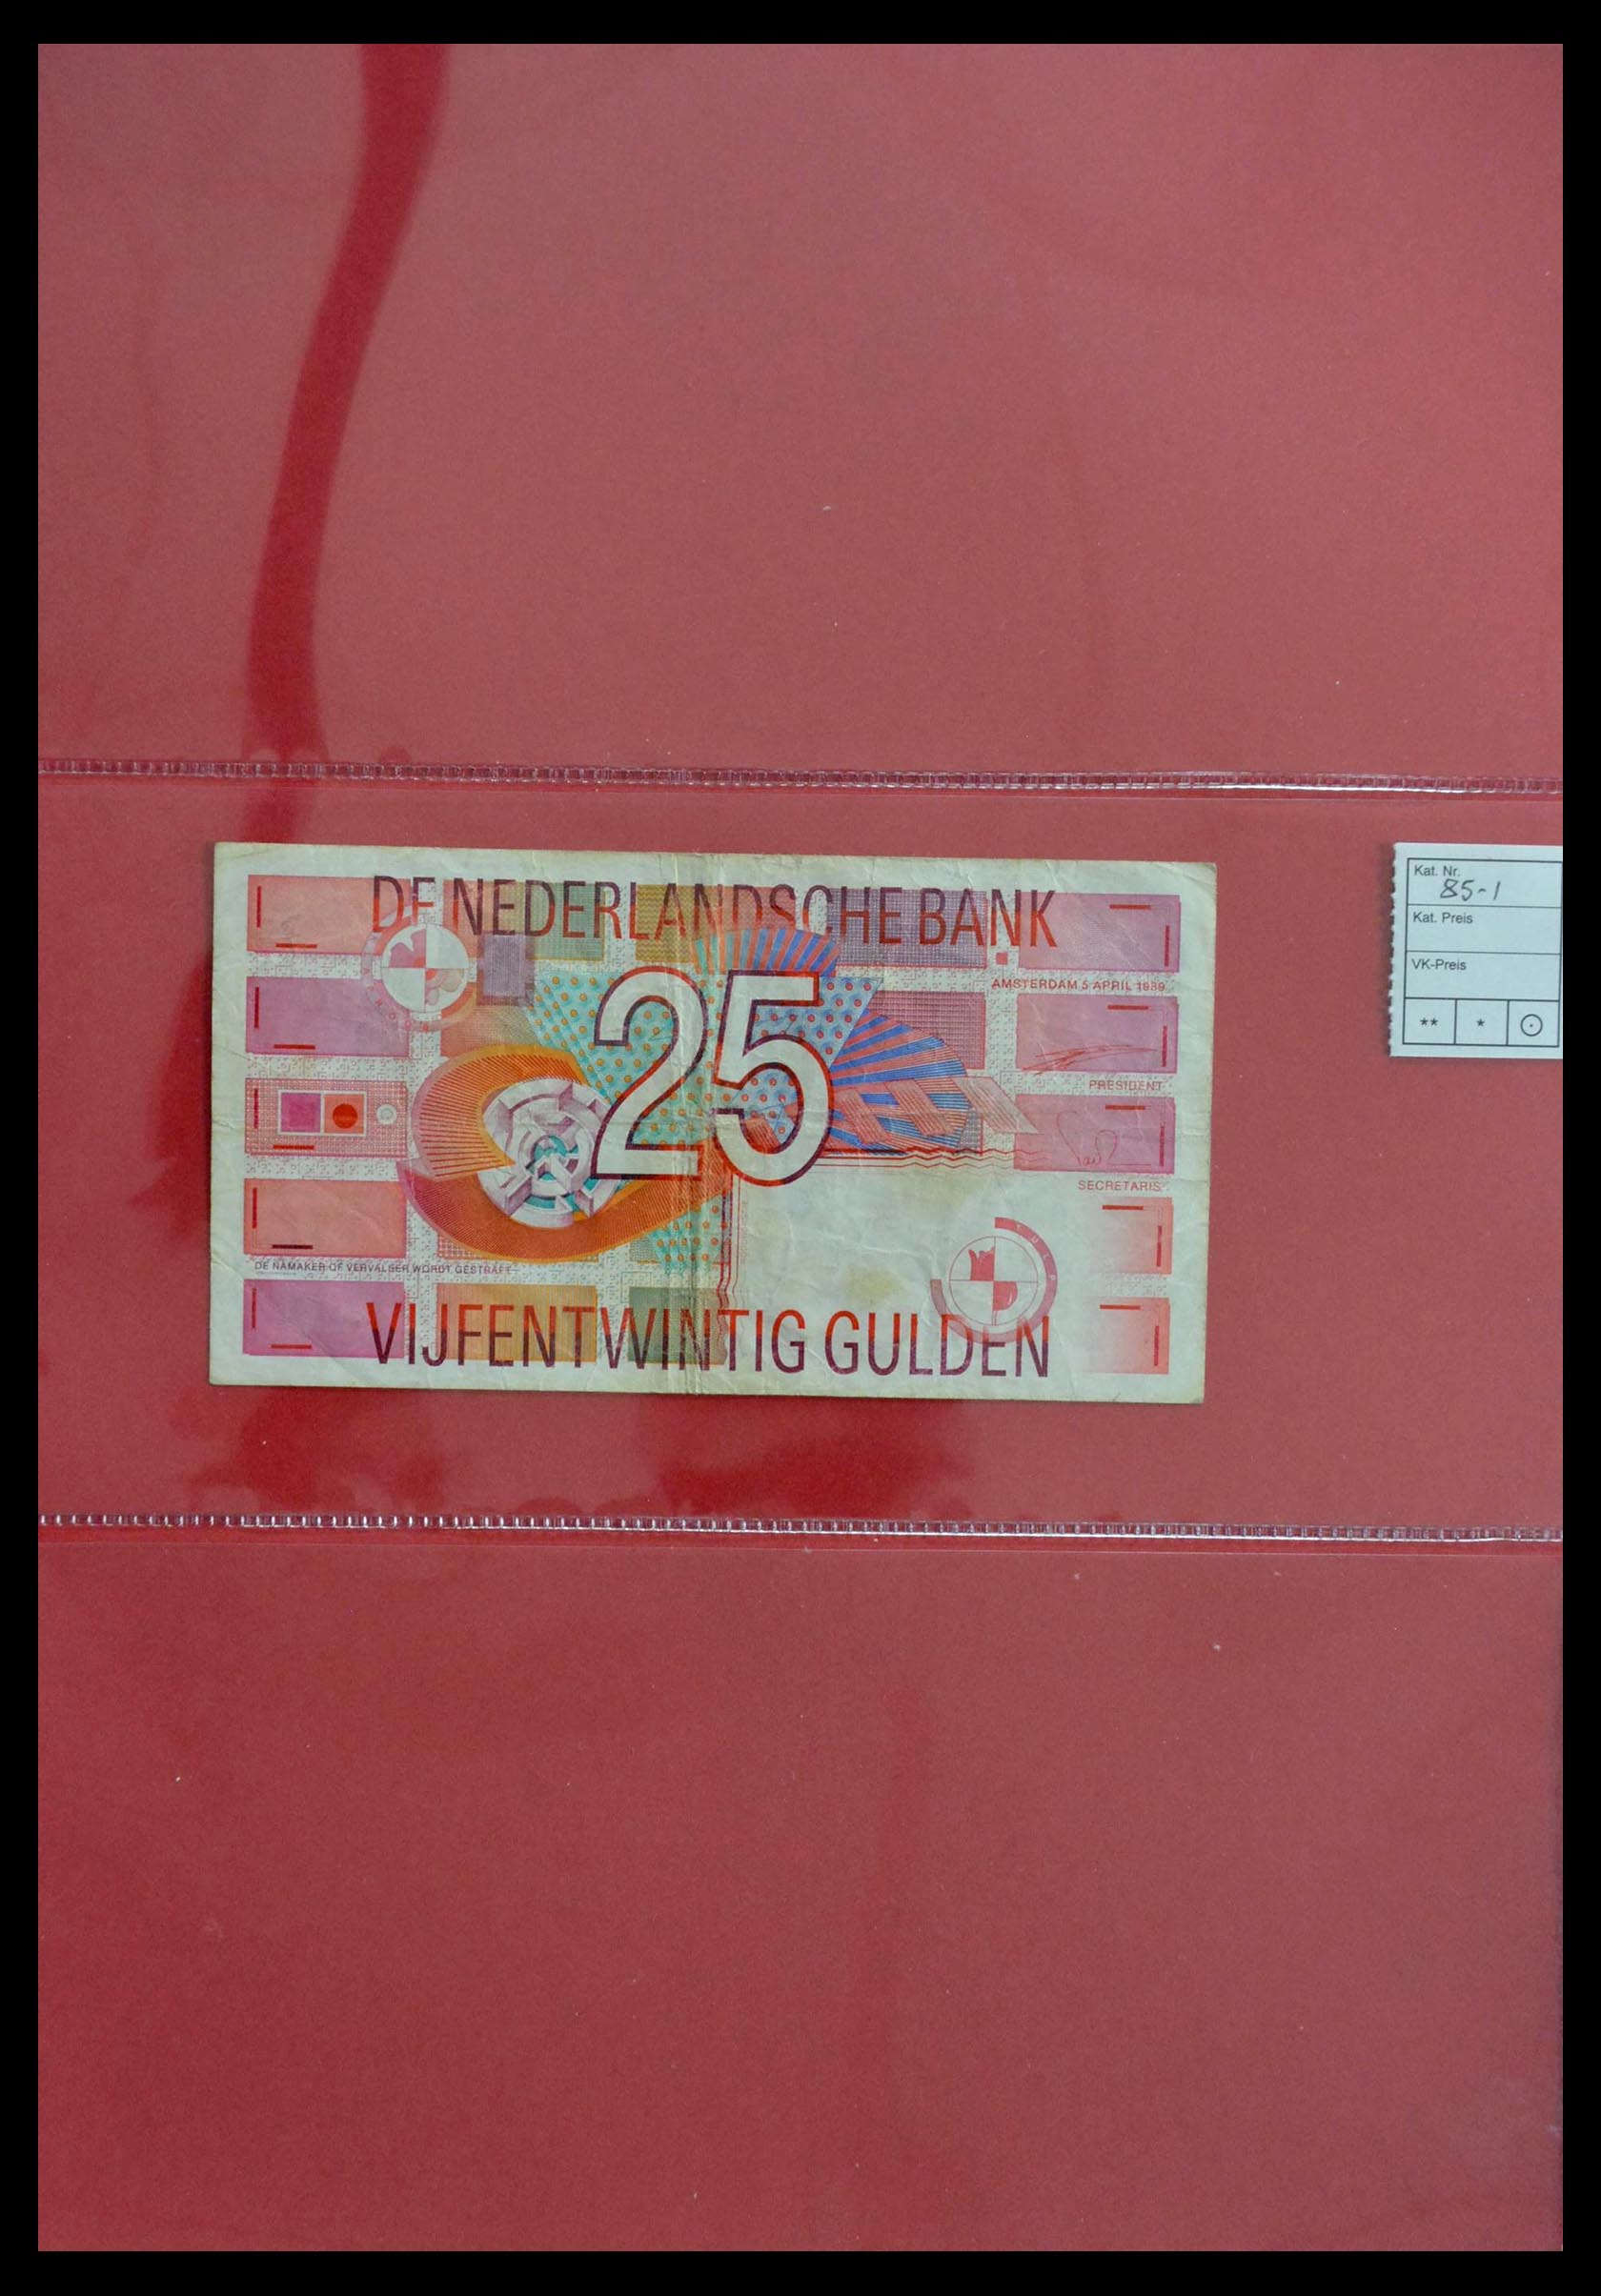 DE NEDERLANDSCHE BANK
25
AMSTERDAM 5 APRIL 1989
PRESIDENT
SECRETARIS
TULP
DE NAMAKER OF VERVALSER WORDT GESTRAFT
VIJFENTWINTIG GULDEN
Kat. Nr.
85-1
Kat. Preis
VK-Preis
** * ⊙